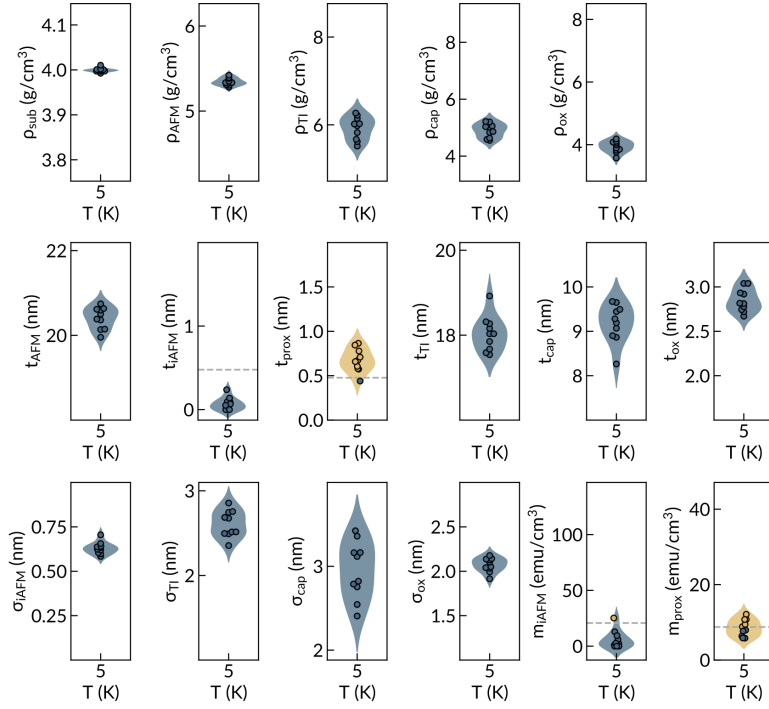 ρsub (g/cm³)
4.1
4.0
3.9
3.8
5
T (K)
ρAFM (g/cm³)
6
5
5
T (K)
ρTI (g/cm³)
8
6
5
T (K)
ρcap (g/cm³)
8
6
4
5
T (K)
ρox (g/cm³)
8
6
4
5
T (K)
tAFM (nm)
22
20
5
T (K)
tiAFM (nm)
1
0
5
T (K)
tprox (nm)
1.5
1.0
0.5
0.0
5
T (K)
tTI (nm)
20
18
5
T (K)
tcap (nm)
10
9
8
5
T (K)
tox (nm)
3.0
2.5
2.0
1.5
5
T (K)
σiAFM (nm)
0.75
0.50
0.25
5
T (K)
σTI (nm)
3
2
5
T (K)
σcap (nm)
3
2
5
T (K)
σox (nm)
2.5
2.0
1.5
5
T (K)
miAFM (emu/cm³)
100
50
0
5
T (K)
mprox (emu/cm³)
40
20
0
5
T (K)